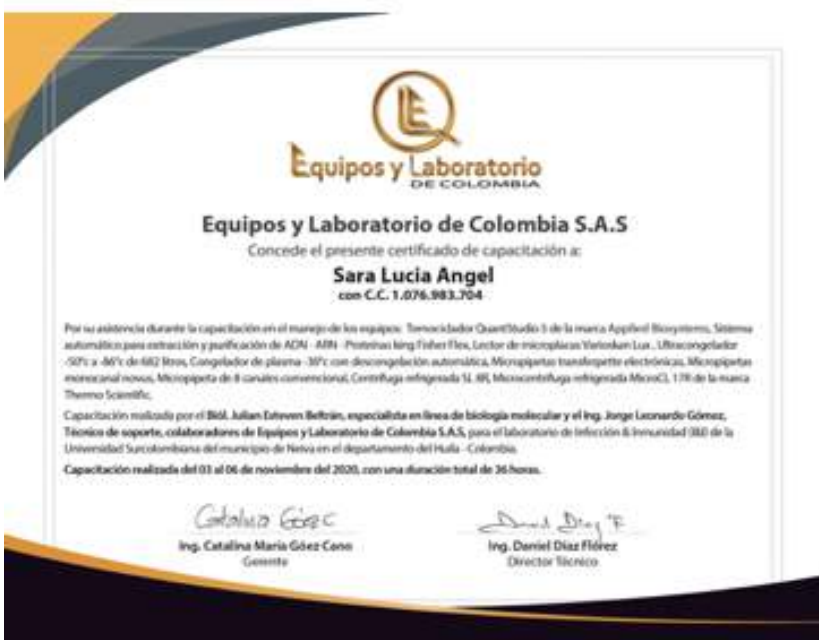 Equipos y Laboratorio
DE COLOMBIA
Equipos y Laboratorio de Colombia S.A.S
Concede el presente certificado de capacitación a:
Sara Lucia Angel
con C.C. 1.076.983.704
Por su asistencia durante la capacitación en el manejo de los equipos: Termociclador QuantStudio 5 de la marca Applied Biosystems, Sistema
automático para extracción y purificación de ADN - ARN - Proteínas king Fisher Flex, Lector de microplacas Varioskan Lux, Ultracongelador
-50°c a -86°c de 682 litros, Congelador de plasma -30°c con descongelación automática, Micropipetas transferpette electrónicas, Micropipetas
monocanal novus, Micropipeta de 8 canales convencional, Centrífuga refrigerada SL 8R, Microcentrífuga refrigerada MicroCL 17R de la marca
Thermo Scientific.
Capacitación realizada por el Biól. Julian Esteven Beltrán, especialista en línea de biología molecular y el Ing. Jorge Leonardo Gómez,
Técnico de soporte, colaboradores de Equipos y Laboratorio de Colombia S.A.S, para el laboratorio de Infección & Inmunidad (I&I) de la
Universidad Surcolombiana del municipio de Neiva en el departamento del Huila - Colombia.
Capacitación realizada del 03 al 06 de noviembre del 2020, con una duración total de 36 horas.
Catalina Góez C
Daniel Díaz F
Ing. Catalina Maria Góez Cano
Gerente
Ing. Daniel Díaz Flórez
Director Técnico